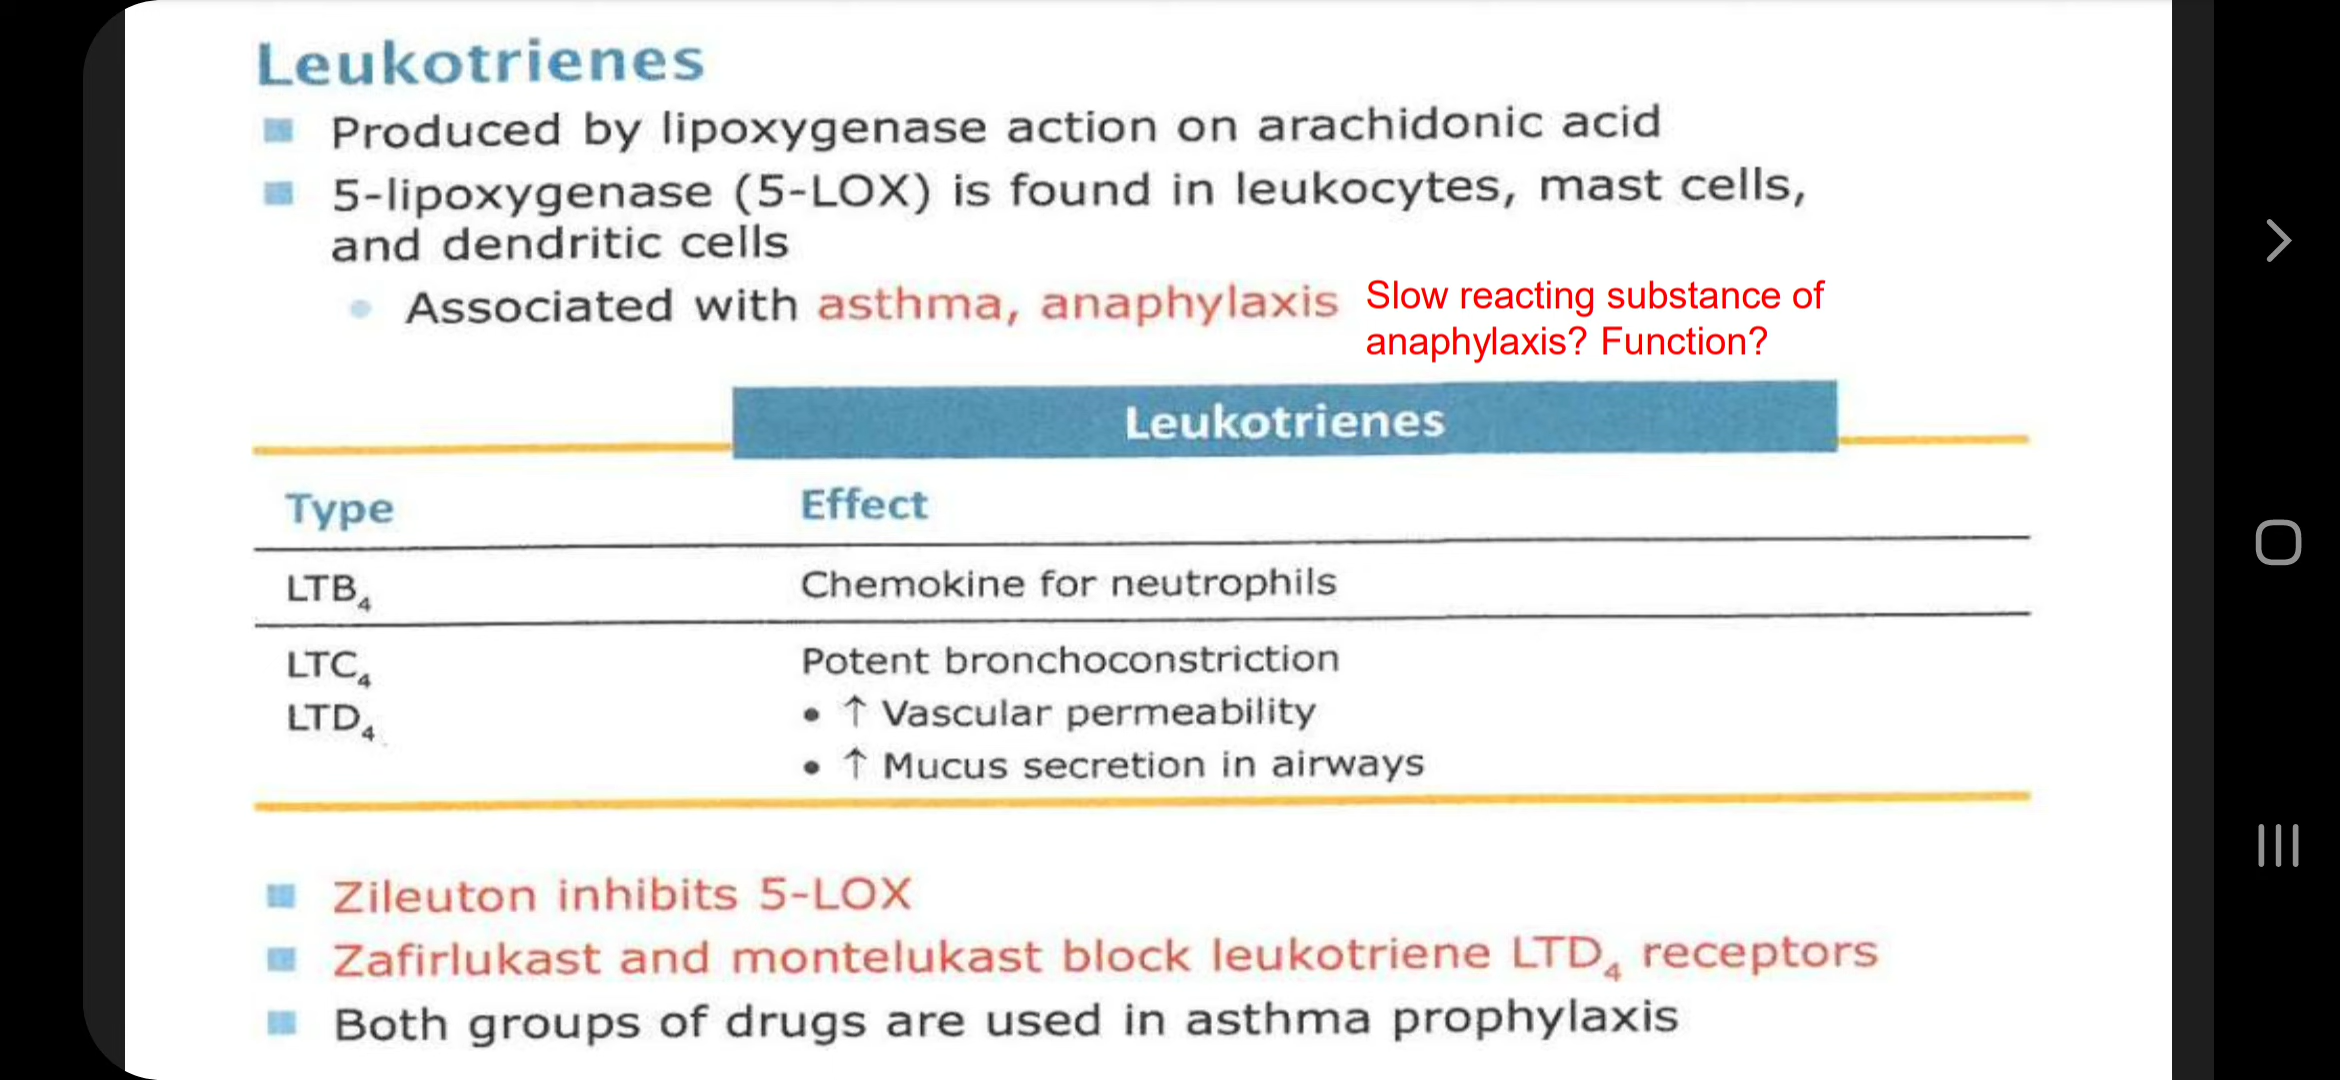 Leukotrienes
Produced by lipoxygenase action on arachidonic acid
5-lipoxygenase (5-LOX) is found in leukocytes, mast cells,
and dendritic cells
Associated with asthma, anaphylaxis
Slow reacting substance of
anaphylaxis? Function?
Leukotrienes
Type Effect
LTB₄ Chemokine for neutrophils
LTC₄ Potent bronchoconstriction
LTD₄ • ↑ Vascular permeability
• ↑ Mucus secretion in airways
Zileuton inhibits 5-LOX
Zafirlukast and montelukast block leukotriene LTD₄ receptors
Both groups of drugs are used in asthma prophylaxis